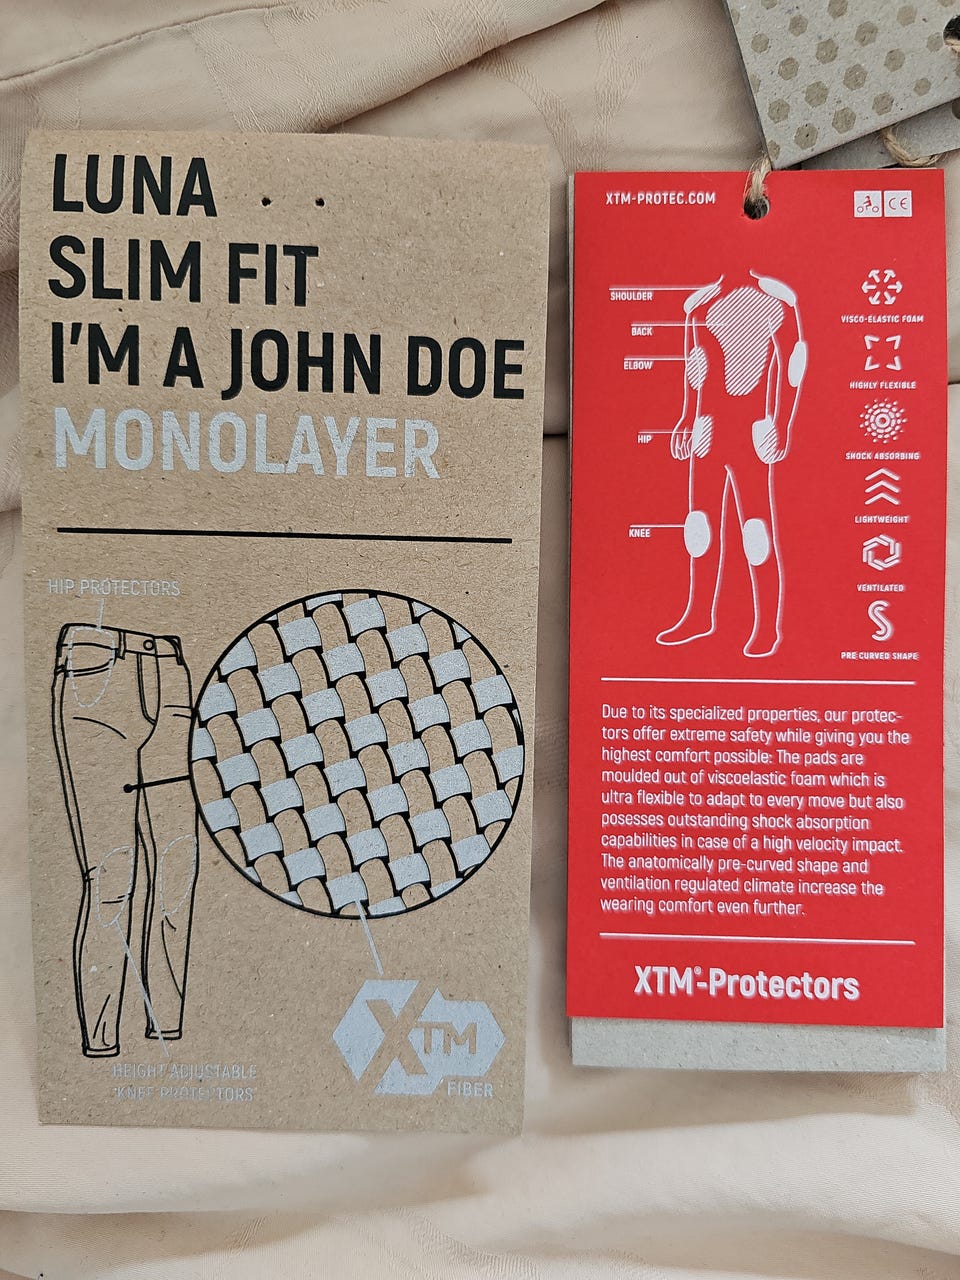 LUNA
SLIM FIT
I'M A JOHN DOE
MONOLAYER
HIP PROTECTORS
HEIGHT ADJUSTABLE
KNEE PROTECTORS
XTM
FIBER
XTM-PROTEC.COM
CE
SHOULDER
BACK
ELBOW
HIP
KNEE
VISCO-ELASTIC FOAM
HIGHLY FLEXIBLE
SHOCK ABSORBING
LIGHTWEIGHT
VENTILATED
PRE CURVED SHAPE
Due to its specialized properties, our protec-
tors offer extreme safety while giving you the
highest comfort possible: The pads are
moulded out of viscoelastic foam which is
ultra flexible to adapt to every move but also
posesses outstanding shock absorption
capabilities in case of a high velocity impact.
The anatomically pre-curved shape and
ventilation regulated climate increase the
wearing comfort even further.
XTM®-Protectors